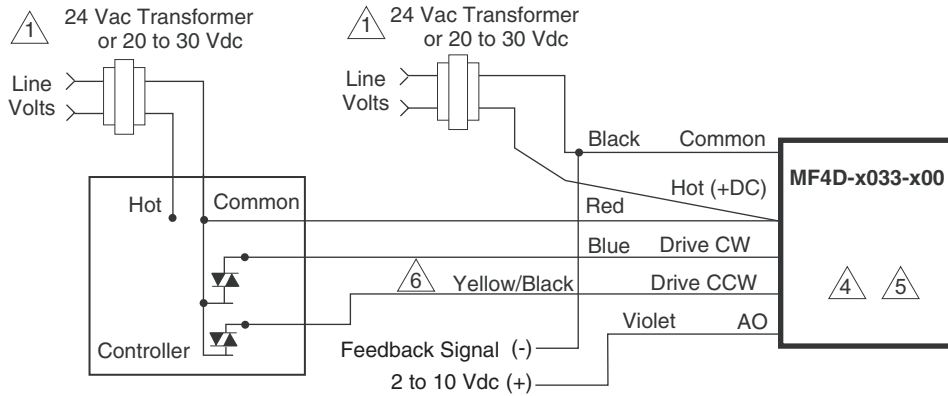 1
24 Vac Transformer
or 20 to 30 Vdc
Line
Volts
1
24 Vac Transformer
or 20 to 30 Vdc
Line
Volts
Black Common
MF4D-x033-x00
Hot (+DC)
Hot Common
Red
Blue Drive CW
6 Yellow/Black Drive CCW
4 5
Violet AO
Controller
Feedback Signal (-)
2 to 10 Vdc (+)